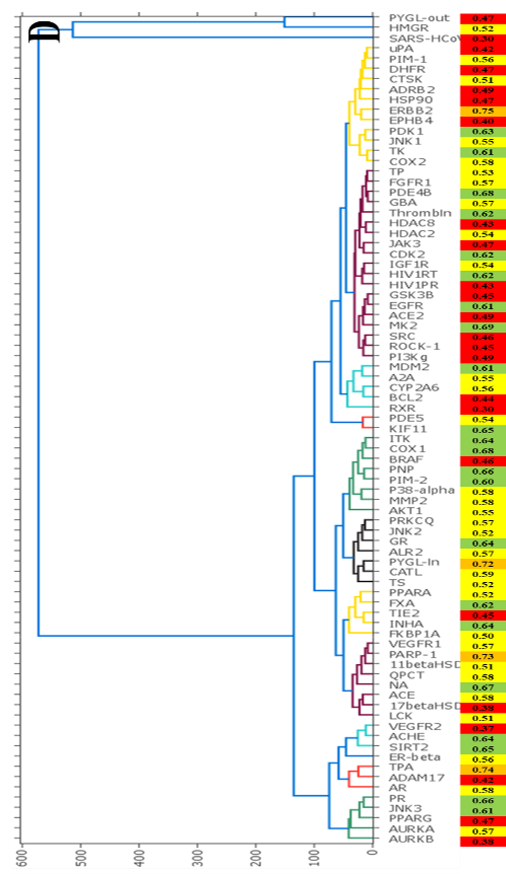 D
PYGL-out 0.47
HMGR 0.52
SARS-HCoV 0.30
uPA 0.42
PIM-1 0.56
DHFR 0.47
CTSK 0.51
ADRB2 0.49
HSP90 0.47
ERBB2 0.75
EPHB4 0.40
PDK1 0.63
JNK1 0.55
TK 0.61
COX2 0.58
TP 0.53
FGFR1 0.57
PDE4B 0.68
GBA 0.57
ThrombIn 0.62
HDAC8 0.43
HDAC2 0.54
JAK3 0.47
CDK2 0.62
IGF1R 0.54
HIV1RT 0.62
HIV1PR 0.43
GSK3B 0.45
EGFR 0.61
ACE2 0.49
MK2 0.69
SRC 0.46
ROCK-1 0.45
PI3Kg 0.49
MDM2 0.61
A2A 0.55
CYP2A6 0.56
BCL2 0.44
RXR 0.30
PDE5 0.54
KIF11 0.65
ITK 0.64
COX1 0.68
BRAF 0.46
PNP 0.66
PIM-2 0.60
P38-alpha 0.58
MMP2 0.58
AKT1 0.55
PRKCQ 0.57
JNK2 0.52
GR 0.64
ALR2 0.57
PYGL-In 0.72
CATL 0.59
TS 0.52
PPARA 0.52
FXA 0.62
TIE2 0.45
INHA 0.64
FKBP1A 0.50
VEGFR1 0.57
PARP-1 0.73
11betaHSD 0.51
QPCT 0.58
NA 0.67
ACE 0.58
17betaHSD 0.38
LCK 0.51
VEGFR2 0.37
ACHE 0.64
SIRT2 0.65
ER-beta 0.56
TPA 0.74
ADAM17 0.42
AR 0.58
PR 0.66
JNK3 0.61
PPARG 0.47
AURKA 0.57
AURKB 0.38
600 500 400 300 200 100 0